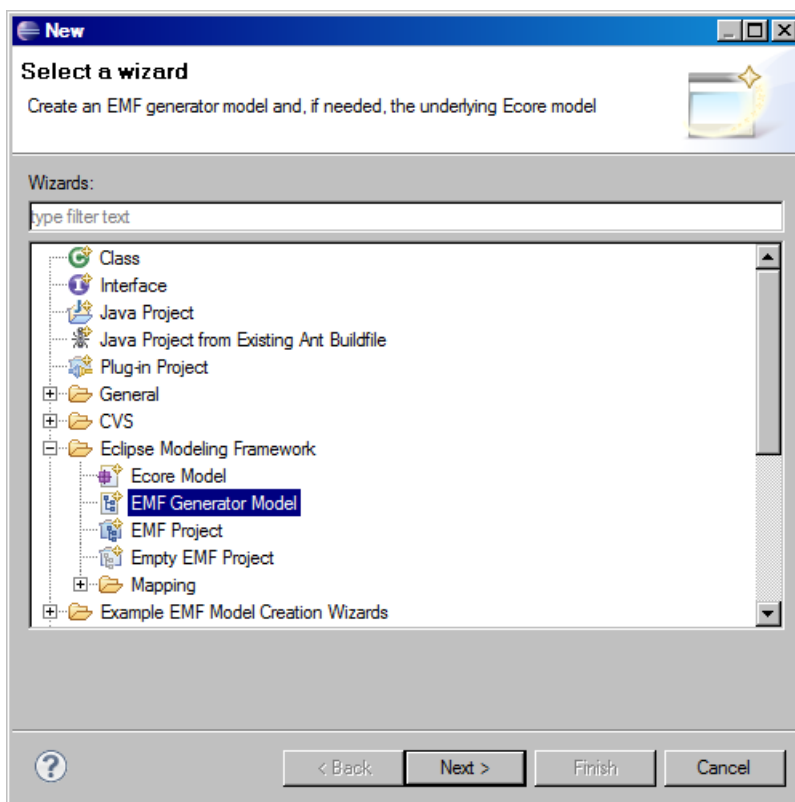 New
Select a wizard
Create an EMF generator model and, if needed, the underlying Ecore model
Wizards:
type filter text
Class
Interface
Java Project
Java Project from Existing Ant Buildfile
Plug-in Project
General
CVS
Eclipse Modeling Framework
Ecore Model
EMF Generator Model
EMF Project
Empty EMF Project
Mapping
Example EMF Model Creation Wizards
< Back Next > Finish Cancel